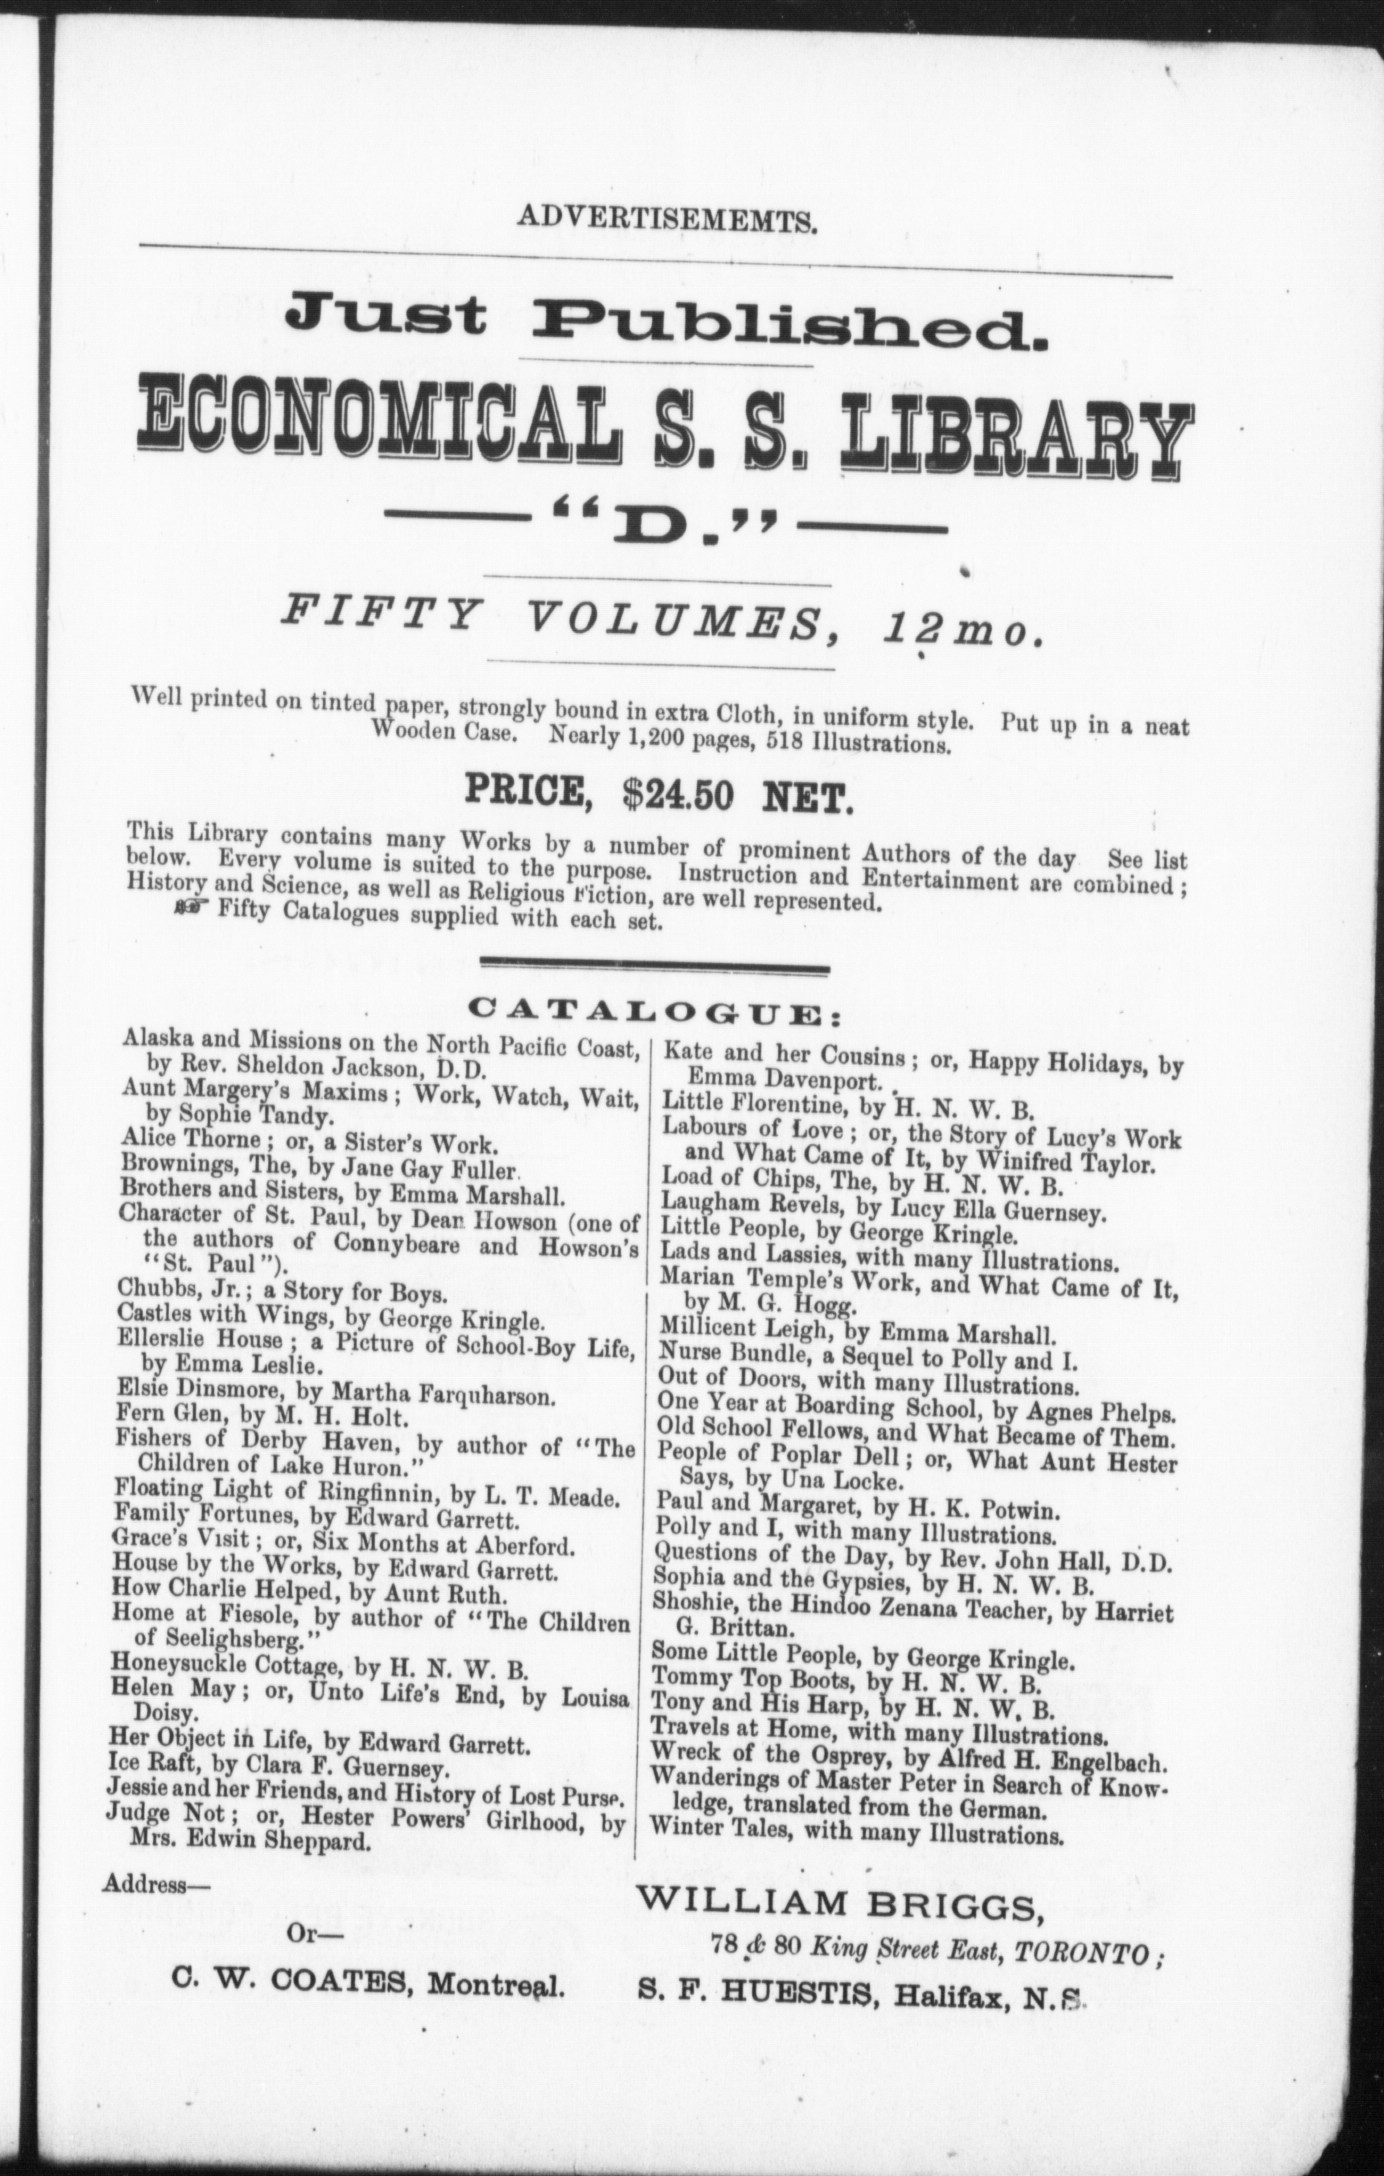 ADVERTISEMEMTS.
Just Published.
ECONOMICAL S. S. LIBRARY
"D."
FIFTY VOLUMES, 12mo.
Well printed on tinted paper, strongly bound in extra Cloth, in uniform style. Put up in a neat
Wooden Case. Nearly 1,200 pages, 518 Illustrations.
PRICE, $24.50 NET.
This Library contains many Works by a number of prominent Authors of the day See list
below. Every volume is suited to the purpose. Instruction and Entertainment are combined;
History and Science, as well as Religious Fiction, are well represented.
☞ Fifty Catalogues supplied with each set.
CATALOGUE:
Alaska and Missions on the North Pacific Coast,
by Rev. Sheldon Jackson, D.D.
Aunt Margery's Maxims; Work, Watch, Wait,
by Sophie Tandy.
Alice Thorne; or, a Sister's Work.
Brownings, The, by Jane Gay Fuller.
Brothers and Sisters, by Emma Marshall.
Character of St. Paul, by Dean Howson (one of
the authors of Connybeare and Howson's
"St. Paul").
Chubbs, Jr.; a Story for Boys.
Castles with Wings, by George Kringle.
Ellerslie House; a Picture of School-Boy Life,
by Emma Leslie.
Elsie Dinsmore, by Martha Farquharson.
Fern Glen, by M. H. Holt.
Fishers of Derby Haven, by author of "The
Children of Lake Huron."
Floating Light of Ringfinnin, by L. T. Meade.
Family Fortunes, by Edward Garrett.
Grace's Visit; or, Six Months at Aberford.
House by the Works, by Edward Garrett.
How Charlie Helped, by Aunt Ruth.
Home at Fiesole, by author of "The Children
of Seelighsberg."
Honeysuckle Cottage, by H. N. W. B.
Helen May; or, Unto Life's End, by Louisa
Doisy.
Her Object in Life, by Edward Garrett.
Ice Raft, by Clara F. Guernsey.
Jessie and her Friends, and History of Lost Purse.
Judge Not; or, Hester Powers' Girlhood, by
Mrs. Edwin Sheppard.
Kate and her Cousins; or, Happy Holidays, by
Emma Davenport.
Little Florentine, by H. N. W. B.
Labours of Love; or, the Story of Lucy's Work
and What Came of It, by Winifred Taylor.
Load of Chips, The, by H. N. W. B.
Laugham Revels, by Lucy Ella Guernsey.
Little People, by George Kringle.
Lads and Lassies, with many Illustrations.
Marian Temple's Work, and What Came of It,
by M. G. Hogg.
Millicent Leigh, by Emma Marshall.
Nurse Bundle, a Sequel to Polly and I.
Out of Doors, with many Illustrations.
One Year at Boarding School, by Agnes Phelps.
Old School Fellows, and What Became of Them.
People of Poplar Dell; or, What Aunt Hester
Says, by Una Locke.
Paul and Margaret, by H. K. Potwin.
Polly and I, with many Illustrations.
Questions of the Day, by Rev. John Hall, D.D.
Sophia and the Gypsies, by H. N. W. B.
Shoshie, the Hindoo Zenana Teacher, by Harriet
G. Brittan.
Some Little People, by George Kringle.
Tommy Top Boots, by H. N. W. B.
Tony and His Harp, by H. N. W. B.
Travels at Home, with many Illustrations.
Wreck of the Osprey, by Alfred H. Engelbach.
Wanderings of Master Peter in Search of Know-
ledge, translated from the German.
Winter Tales, with many Illustrations.
Address—
WILLIAM BRIGGS,
78 & 80 King Street East, TORONTO;
Or—
C. W. COATES, Montreal.
S. F. HUESTIS, Halifax, N.S.